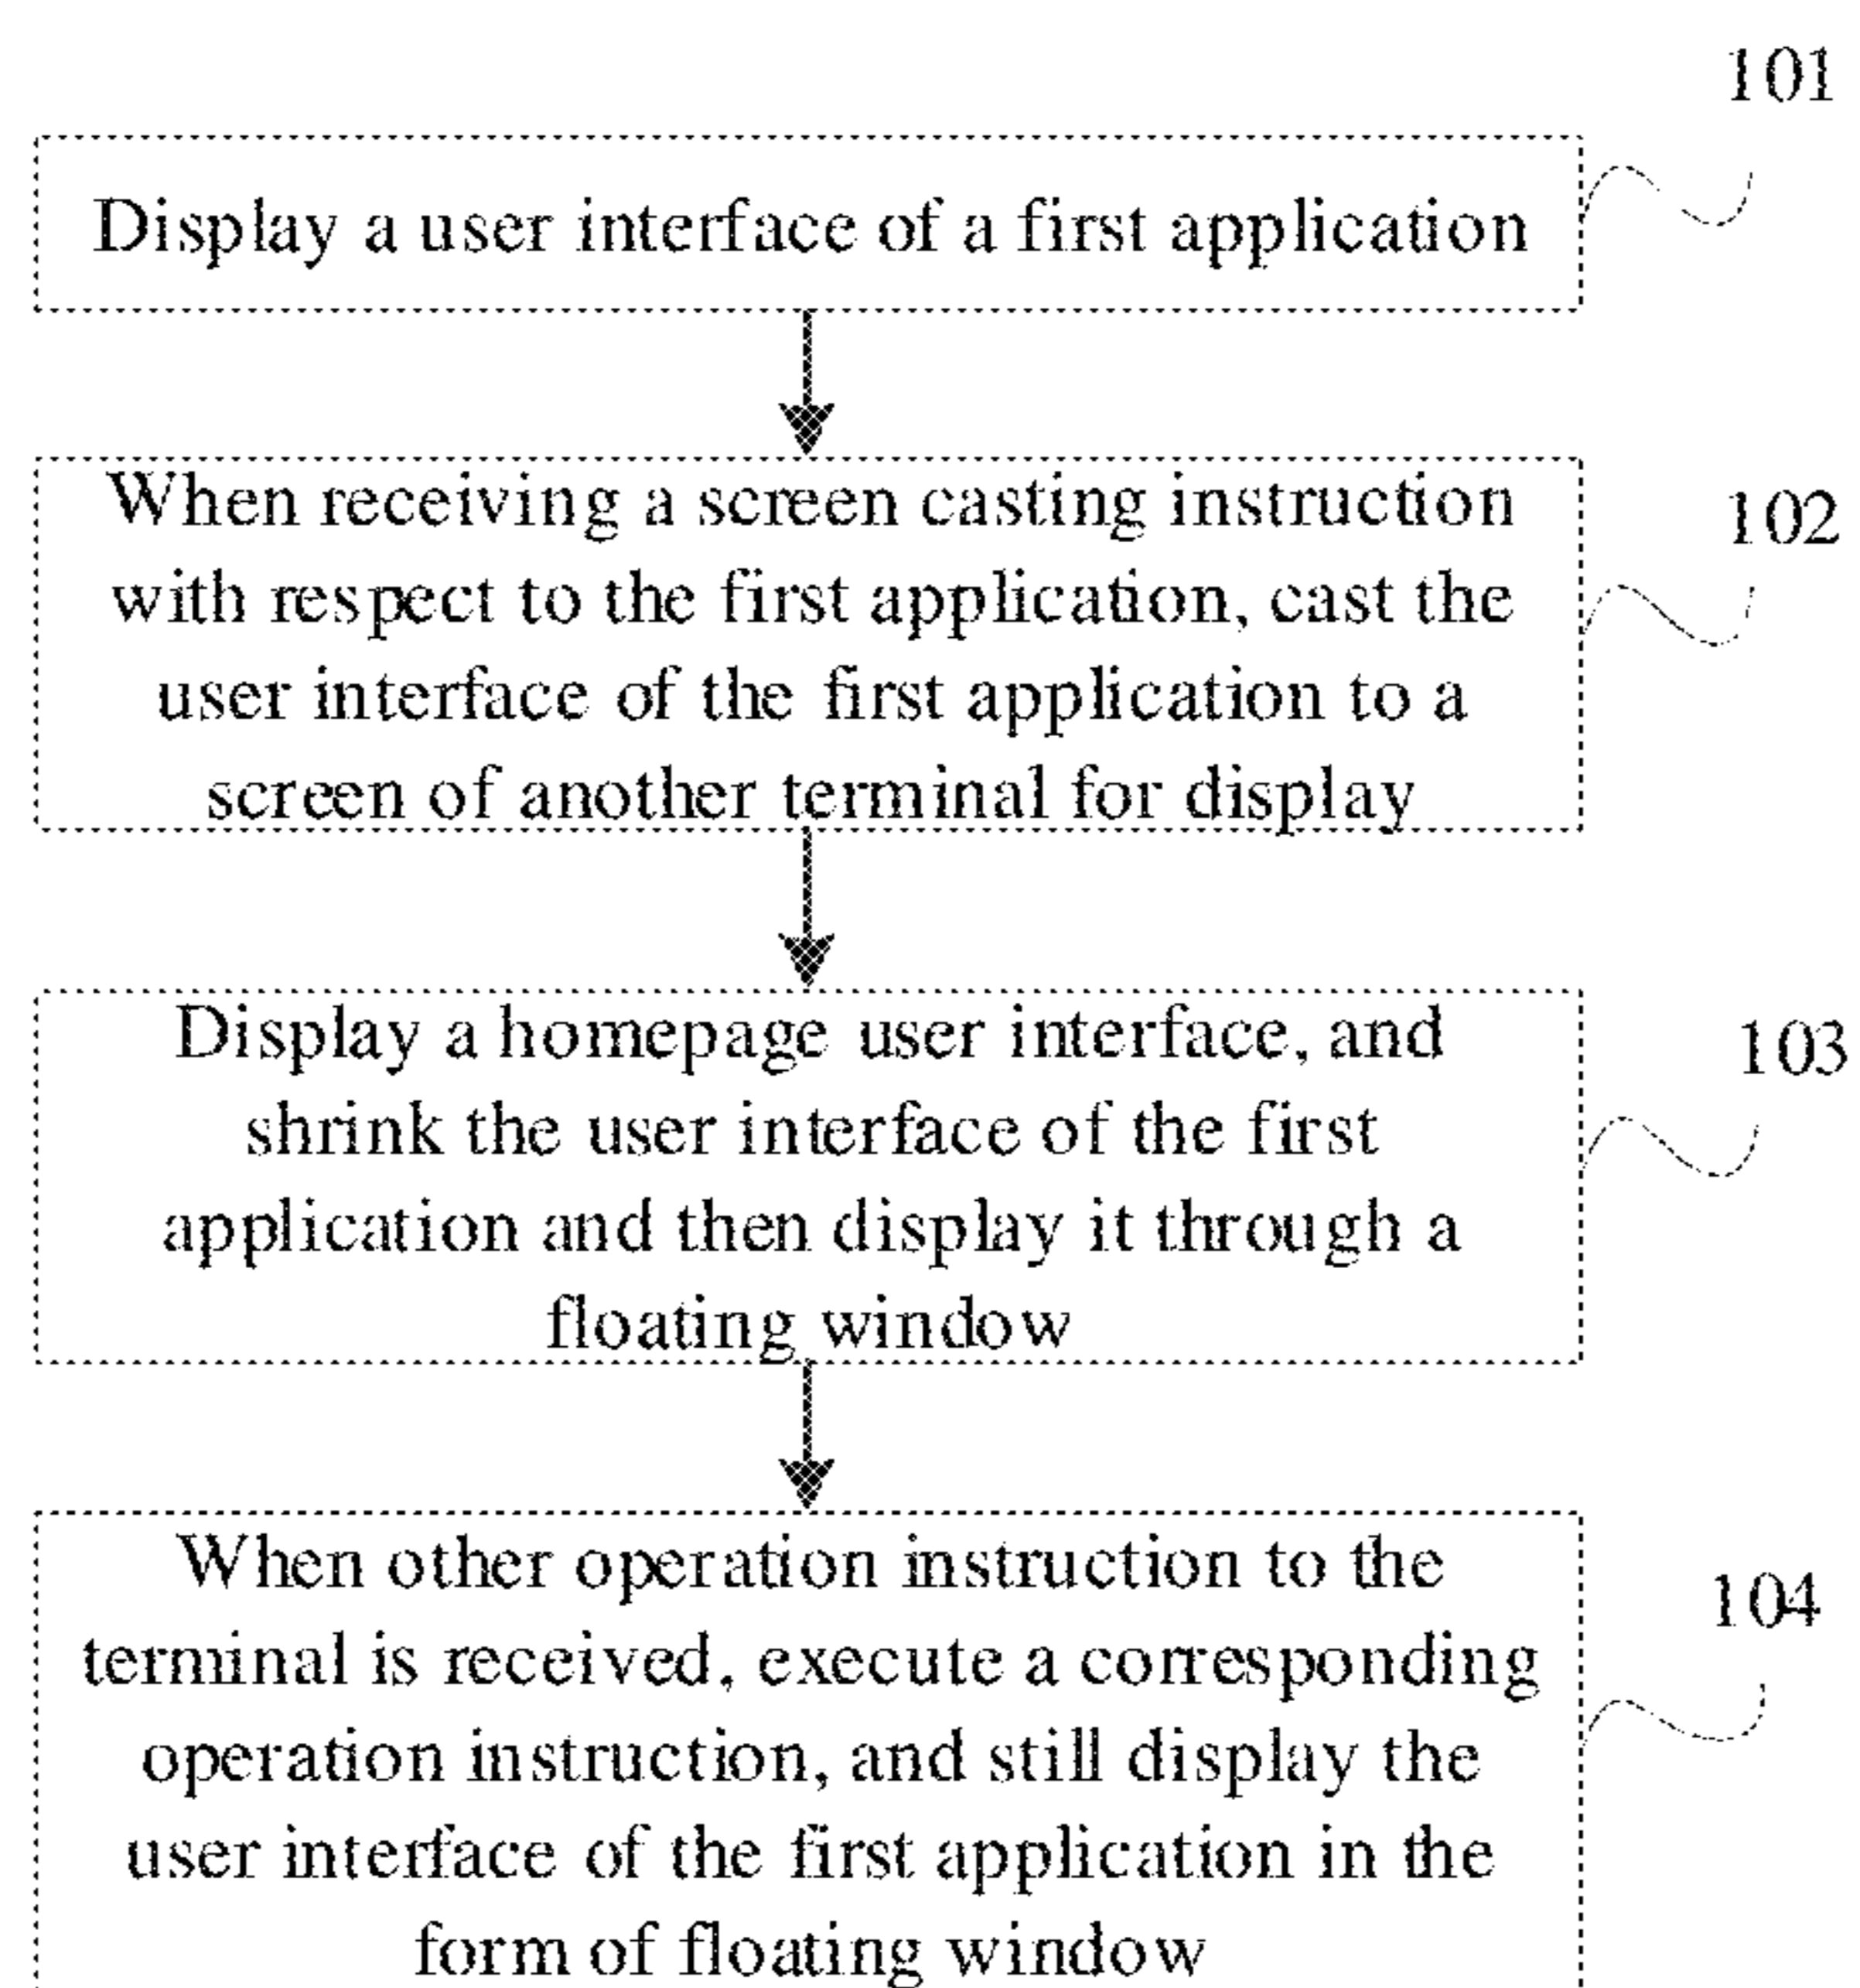 101
Display a user interface of a first application
When receiving a screen casting instruction
102
with respect to the first application, cast the
user interface of the first application to a
screen of another terminal for display
Display a homepage user interface, and
103
shrink the user interface of the first
application and then display it through a
floating window
When other operation instruction to the
104
terminal is received, execute a corresponding
operation instruction, and still display the
user interface of the first application in the
form of floating window